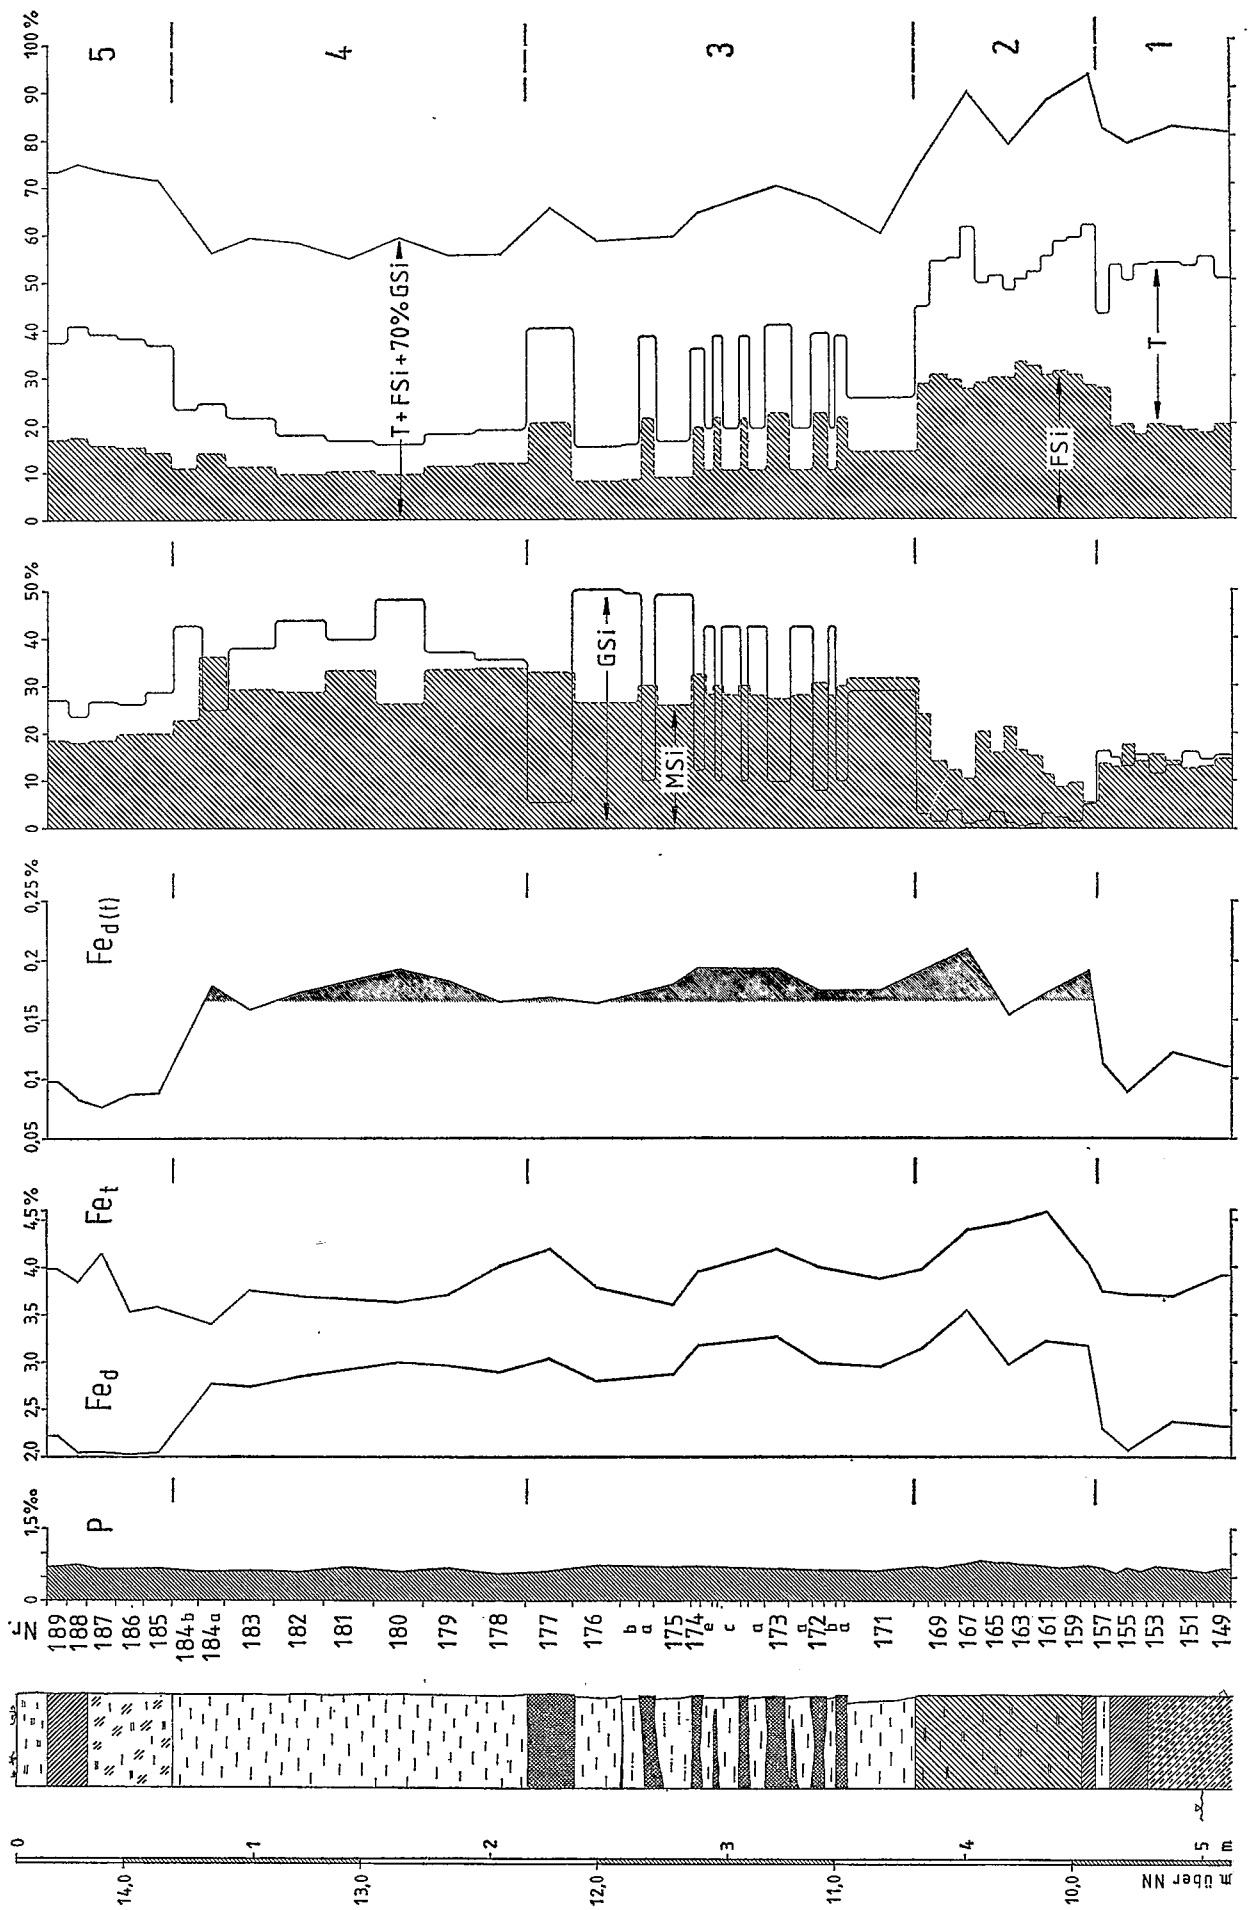 0 Nr. 0 1,5‰ 2,0 2,5 3,0 3,5 4,0 4,5% 0,05 0,1 0,15 0,2 0,25% 0 10 20 30 40 50% 0 10 20 30 40 50 60 70 80 90 100%
189
188
P Fed Fet Fed(t) 5
187
14,0
186
185
184b
184a
1 183
182
4
181
13,0
180 T+FSi+70%GSi
179
2 178
177
12,0 176 GSi
b
a
175 MSi
174
e
3 c 3
a
173
a
172
b
a
11,0
171
169
4 167
165 2
163
161 FSi
10,0 159
157
155
153 T 1
151
5 149
m
m über NN